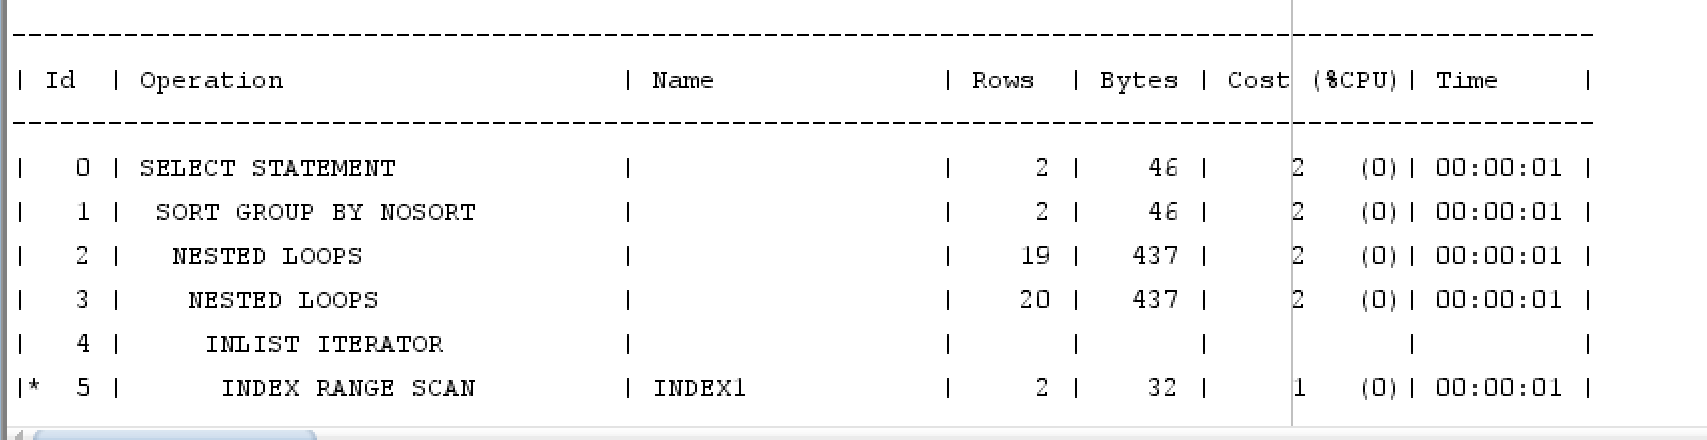 --------------------------------------------------------------------------------------------------
| Id  | Operation                     | Name              | Rows  | Bytes | Cost (%CPU)| Time     |
--------------------------------------------------------------------------------------------------
|   0 | SELECT STATEMENT              |                   |     2 |    46 |     2   (0)| 00:00:01 |
|   1 |  SORT GROUP BY NOSORT         |                   |     2 |    46 |     2   (0)| 00:00:01 |
|   2 |   NESTED LOOPS                |                   |    19 |   437 |     2   (0)| 00:00:01 |
|   3 |    NESTED LOOPS               |                   |    20 |   437 |     2   (0)| 00:00:01 |
|   4 |     INLIST ITERATOR           |                   |       |       |            |          |
|*  5 |      INDEX RANGE SCAN         | INDEX1            |     2 |    32 |     1   (0)| 00:00:01 |